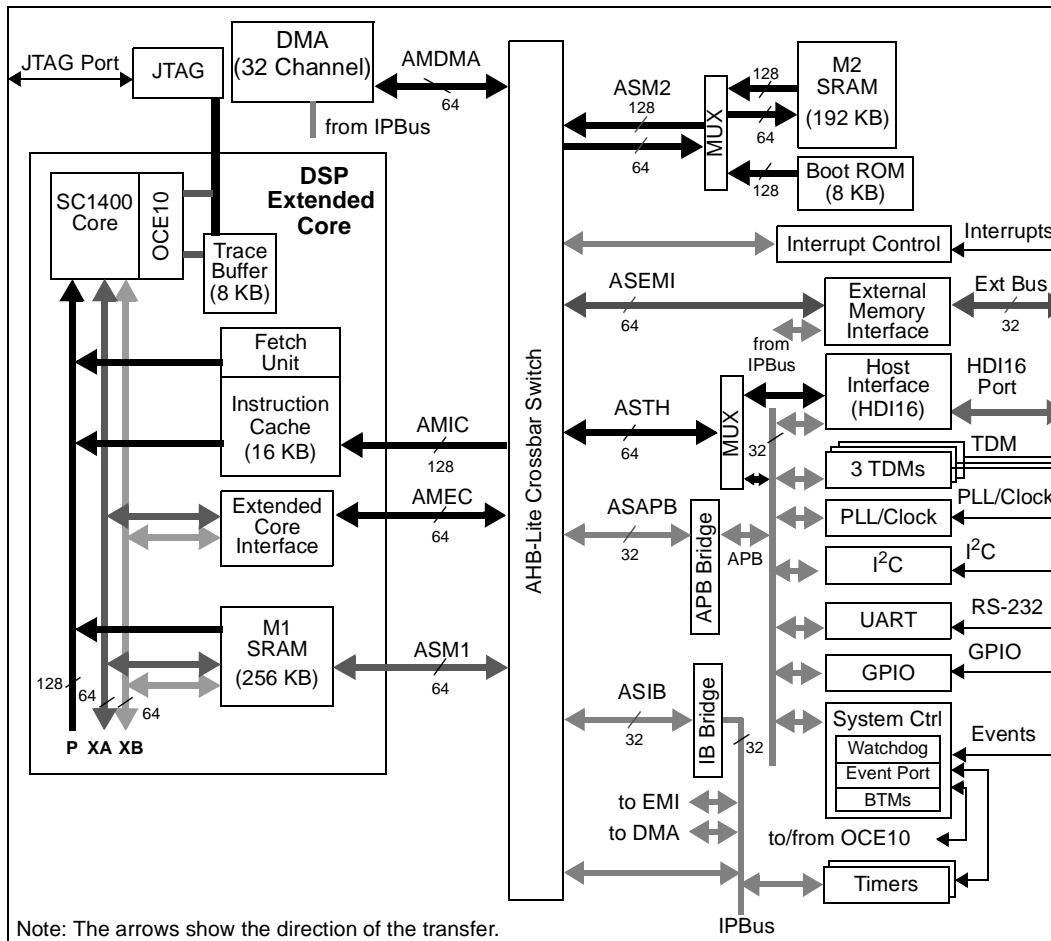 JTAG Port
JTAG
DMA
(32 Channel)
AMDMA
64
from IPBus
DSP
Extended
Core
SC1400
Core
OCE10
Trace
Buffer
(8 KB)
Fetch
Unit
Instruction
Cache
(16 KB)
AMIC
128
Extended
Core
Interface
AMEC
64
M1
SRAM
(256 KB)
ASM1
64
128
64
64
P XA XB
AHB-Lite Crossbar Switch
ASM2
128
64
MUX
128
64
128
M2
SRAM
(192 KB)
Boot ROM
(8 KB)
Interrupt Control
Interrupts
ASEMI
64
External
Memory
Interface
Ext Bus
32
from
IPBus
Host
Interface
(HDI16)
HDI16
Port
ASTH
64
MUX
32
3 TDMs
TDM
ASAPB
32
APB Bridge
APB
PLL/Clock
PLL/Clock
I2C
I2C
UART
RS-232
GPIO
GPIO
ASIB
32
IB Bridge
32
System Ctrl
Watchdog
Event Port
BTMs
Events
to EMI
to DMA
to/from OCE10
Timers
IPBus
Note: The arrows show the direction of the transfer.